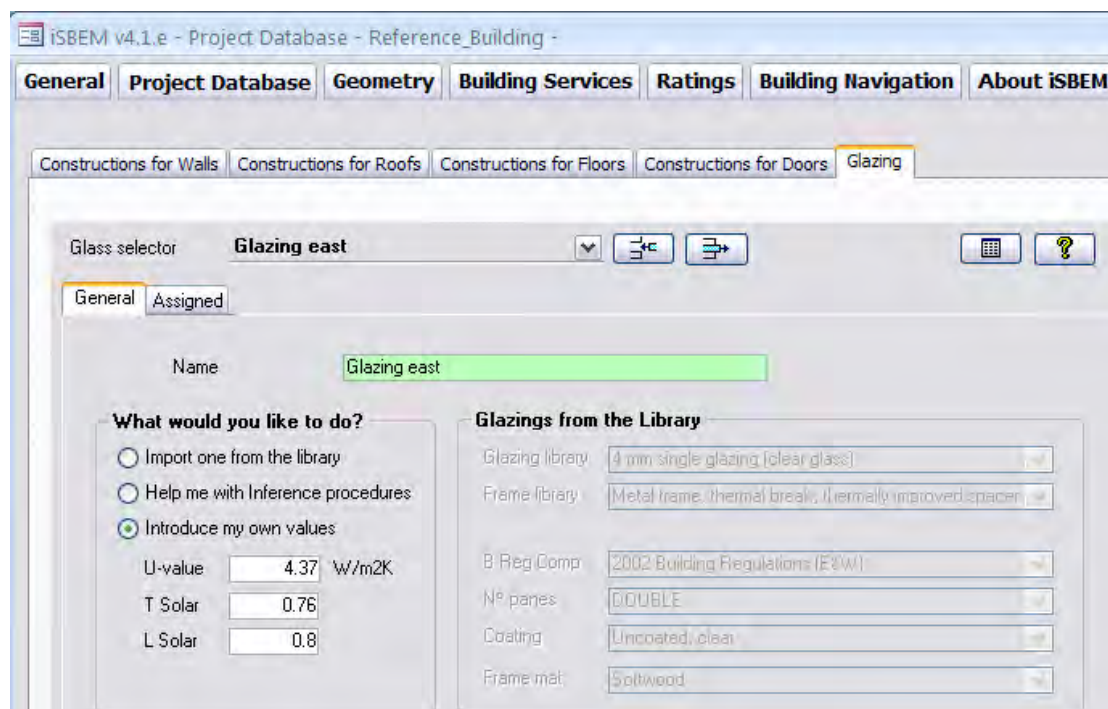 iSBEM v4.1.e - Project Database - Reference_Building -
General Project Database Geometry Building Services Ratings Building Navigation About iSBEM
Constructions for Walls Constructions for Roofs Constructions for Floors Constructions for Doors Glazing
Glass selector Glazing east
General Assigned
Name Glazing east
What would you like to do? Glazings from the Library
Import one from the library Glazing library 4 mm single glazing (clear glass)
Help me with Inference procedures Frame library Metal frame, thermal break, thermally improved spacer
Introduce my own values
U-value 4.37 W/m2K B Reg Comp 2002 Building Regulations (E&W)
T Solar 0.76 Nº panes DOUBLE
L Solar 0.8 Coating Uncoated, clear
Frame mat. Softwood